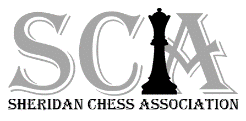 SCA
SHERIDAN CHESS ASSOCIATION